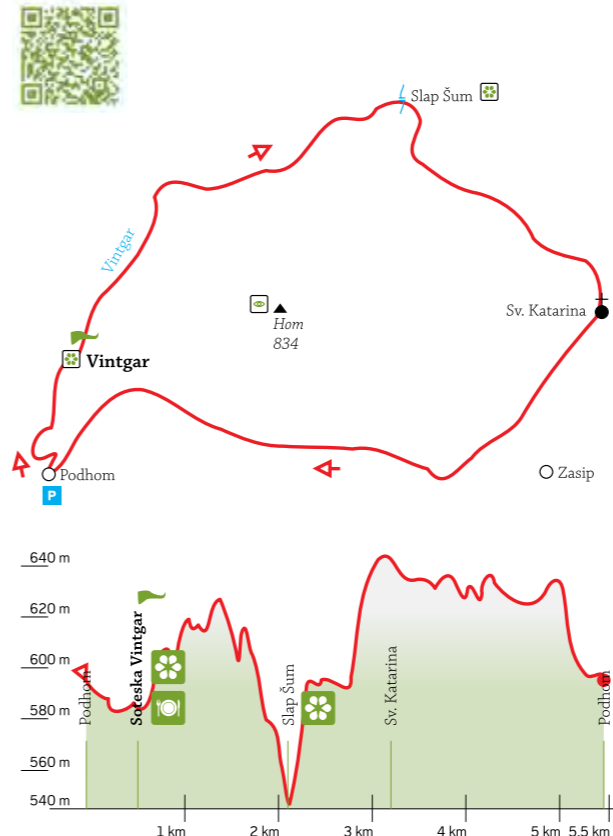 Slap Šum
Vintgar
Sv. Katarina
Hom
834
Vintgar
Podhom
P
Zasip
640 m
620 m
600 m
580 m
560 m
540 m
Podhom
Soteska Vintgar
Slap Šum
Sv. Katarina
Podhom
1 km
2 km
3 km
4 km
5 km
5.5 km